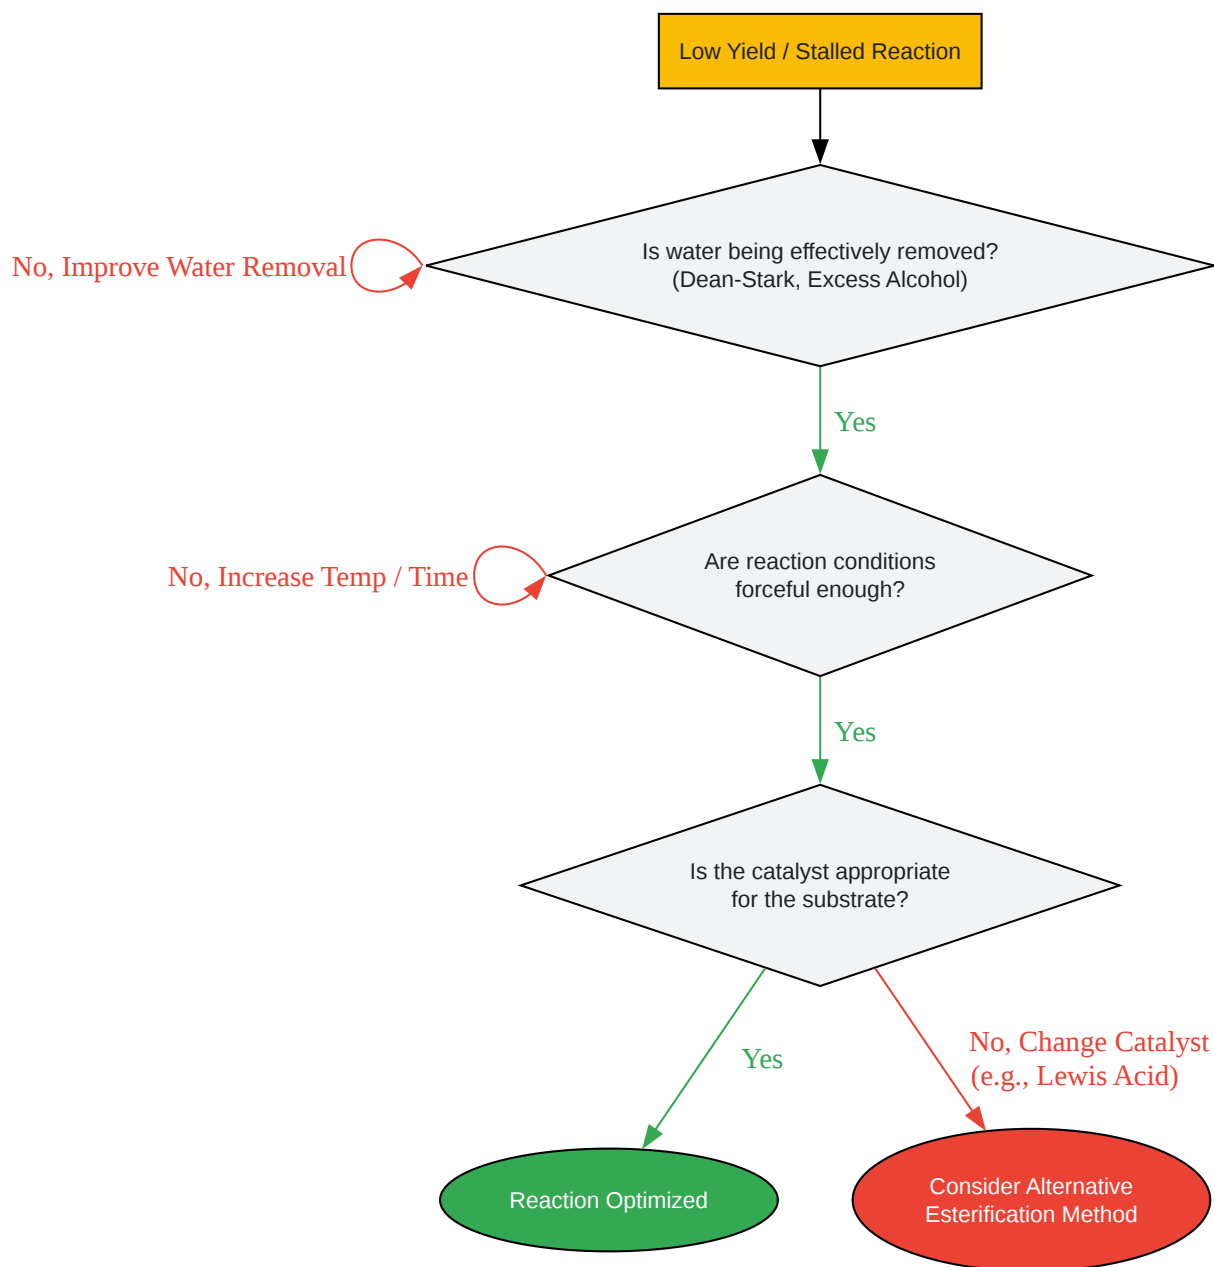 Low Yield / Stalled Reaction
Is water being effectively removed?
(Dean-Stark, Excess Alcohol)
No, Improve Water Removal
Yes
Are reaction conditions
forceful enough?
No, Increase Temp / Time
Yes
Is the catalyst appropriate
for the substrate?
Yes
No, Change Catalyst
(e.g., Lewis Acid)
Reaction Optimized
Consider Alternative
Esterification Method